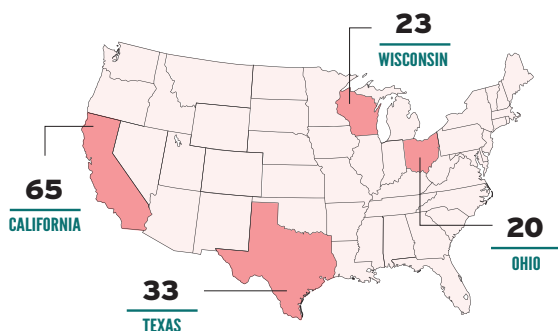 23
WISCONSIN
65
CALIFORNIA
20
OHIO
33
TEXAS